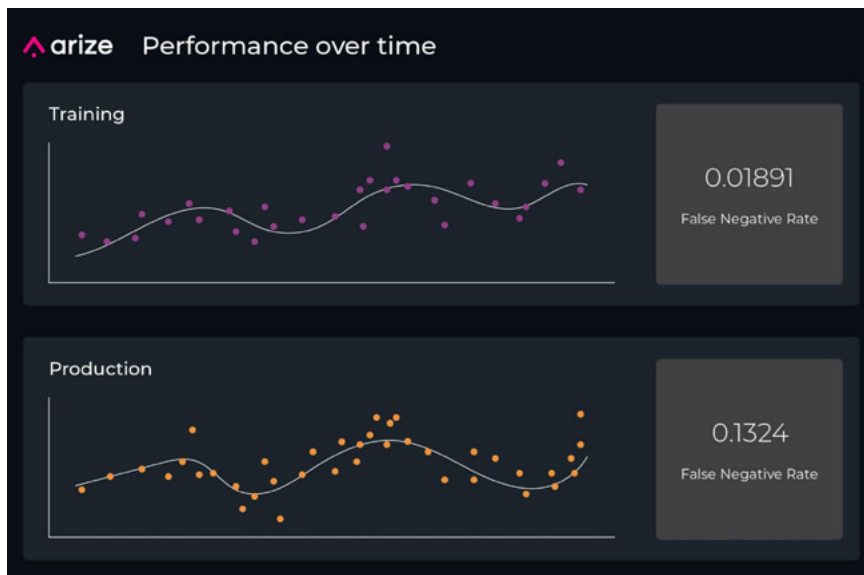 arize Performance over time
Training
0.01891
False Negative Rate
Production
0.1324
False Negative Rate